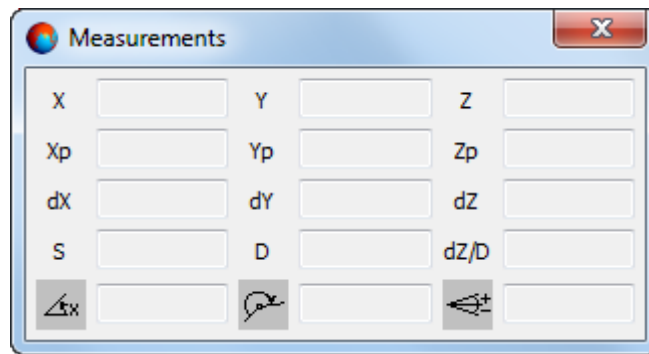 Measurements
X Y Z
Xp Yp Zp
dX dY dZ
S D dZ/D
x